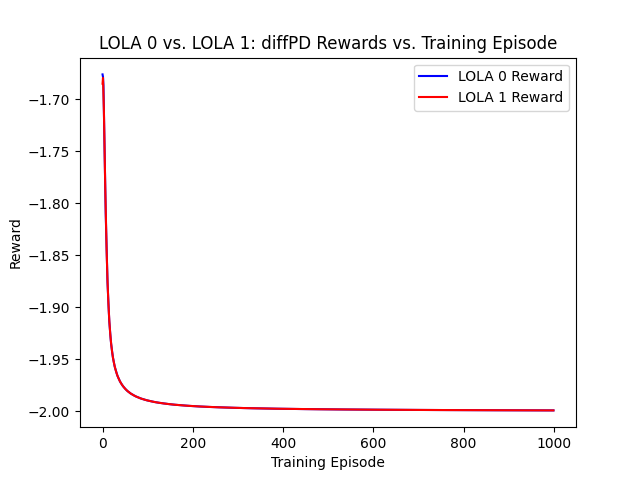 LOLA 0 vs. LOLA 1: diffPD Rewards vs. Training Episode
LOLA 0 Reward
LOLA 1 Reward
−1.70
−1.75
−1.80
−1.85
−1.90
−1.95
−2.00
Reward
0 200 400 600 800 1000
Training Episode